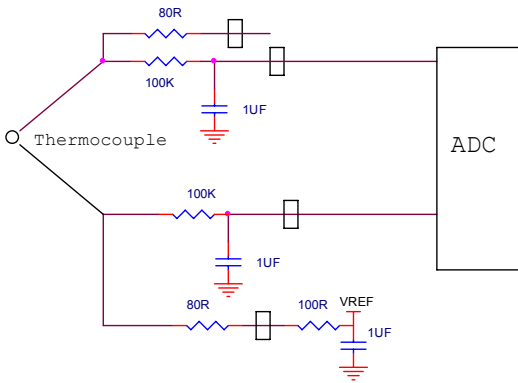 80R
100K
1UF
Thermocouple
ADC
100K
1UF
80R
100R
VREF
1UF